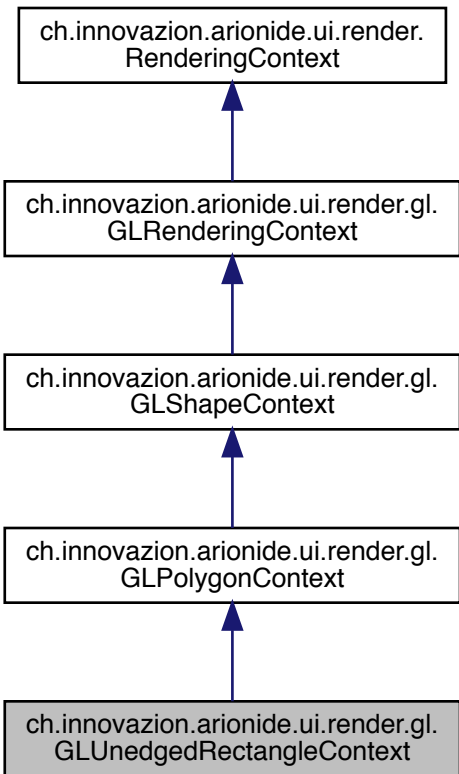 ch.innovazion.arionide.ui.render.
RenderingContext
ch.innovazion.arionide.ui.render.gl.
GLRenderingContext
ch.innovazion.arionide.ui.render.gl.
GLShapeContext
ch.innovazion.arionide.ui.render.gl.
GLPolygonContext
ch.innovazion.arionide.ui.render.gl.
GLUnedgedRectangleContext